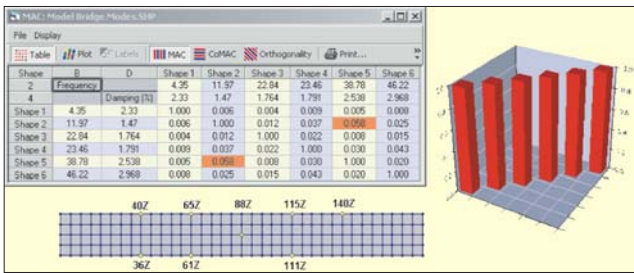 MAC: Model Bridge Modes.SHP
File Display
Table Plot Labels MAC CoMAC Orthogonality Print...
Shape B D Shape 1 Shape 2 Shape 3 Shape 4 Shape 5 Shape 6
2 Frequency 4.35 11.97 22.84 23.46 38.78 46.22
4 Damping (%) 2.33 1.47 1.764 1.791 2.538 2.968
Shape 1 4.35 2.33 1.000 0.006 0.004 0.009 0.005 0.008
Shape 2 11.97 1.47 0.006 1.000 0.012 0.037 0.058 0.025
Shape 3 22.84 1.764 0.004 0.012 1.000 0.022 0.008 0.015
Shape 4 23.46 1.791 0.009 0.037 0.022 1.000 0.030 0.043
Shape 5 38.78 2.538 0.005 0.058 0.008 0.030 1.000 0.020
Shape 6 46.22 2.968 0.008 0.025 0.015 0.043 0.020 1.000
40Z 65Z 88Z 115Z 140Z
36Z 61Z 111Z